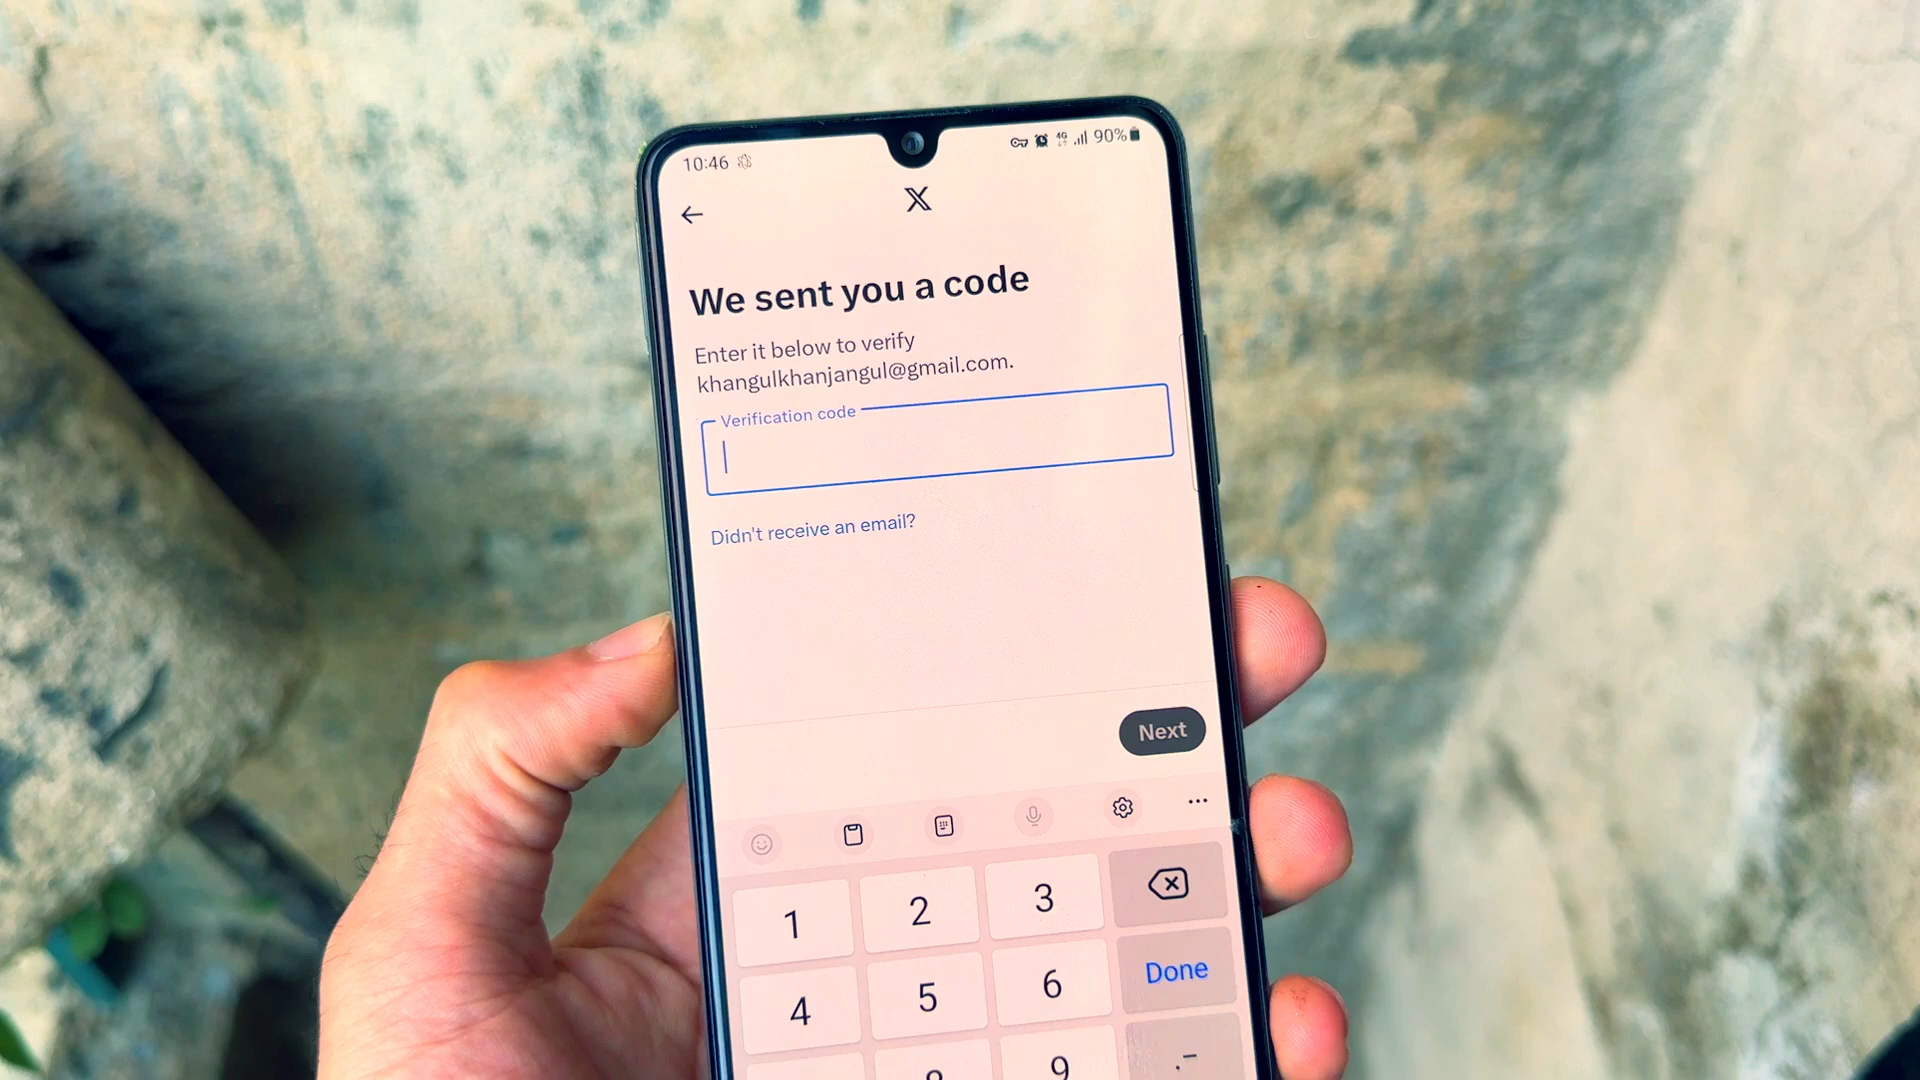 10:46 4G 90%
X
We sent you a code
Enter it below to verify
khangulkhanjangul@gmail.com.
Verification code
Didn't receive an email?
Next
1 2 3
4 5 6 Done
9 .-